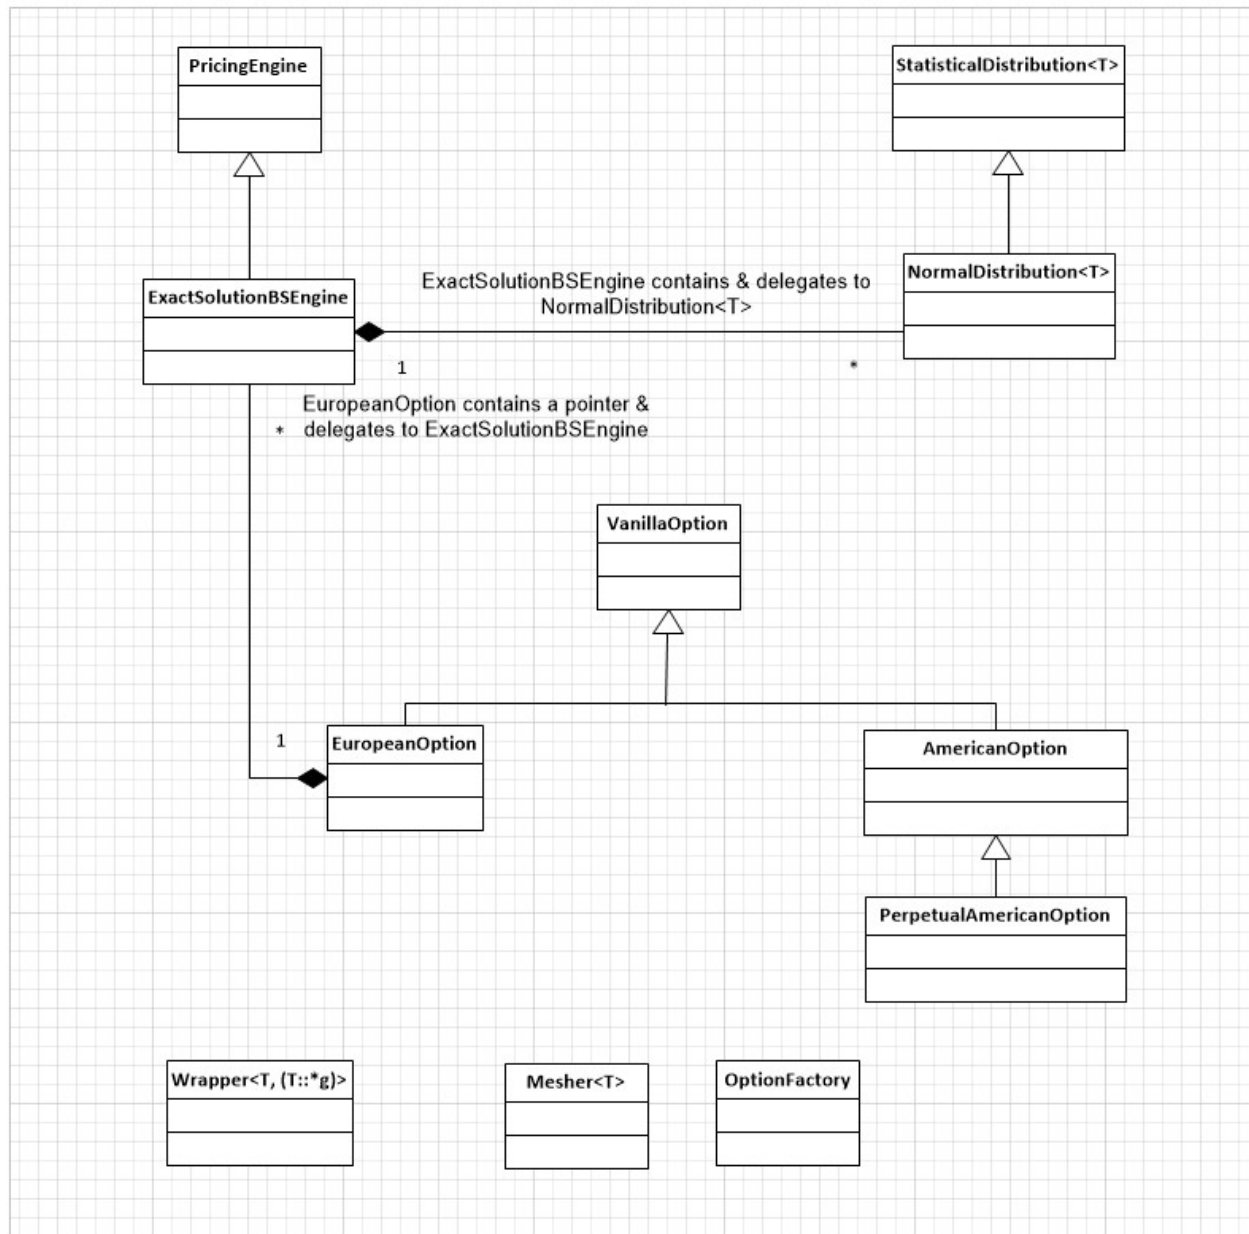 PricingEngine
StatisticalDistribution<T>
ExactSolutionBSEngine
ExactSolutionBSEngine contains & delegates to
NormalDistribution<T>
NormalDistribution<T>
1
*
EuropeanOption contains a pointer &
* delegates to ExactSolutionBSEngine
VanillaOption
1
EuropeanOption
AmericanOption
PerpetualAmericanOption
Wrapper<T, (T::*g)>
Mesher<T>
OptionFactory